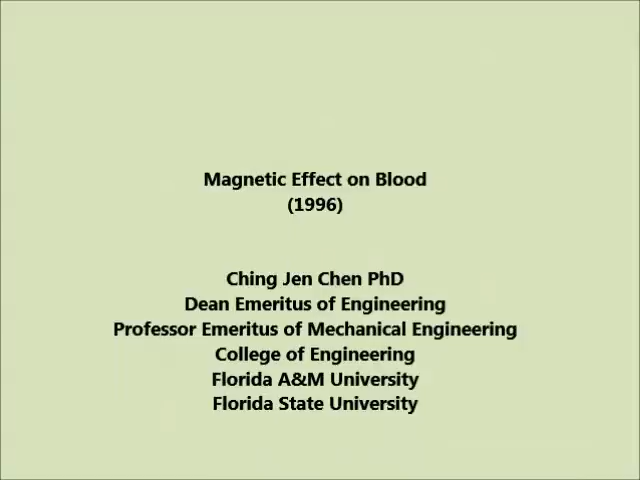 Magnetic Effect on Blood
(1996)
Ching Jen Chen PhD
Dean Emeritus of Engineering
Professor Emeritus of Mechanical Engineering
College of Engineering
Florida A&M University
Florida State University